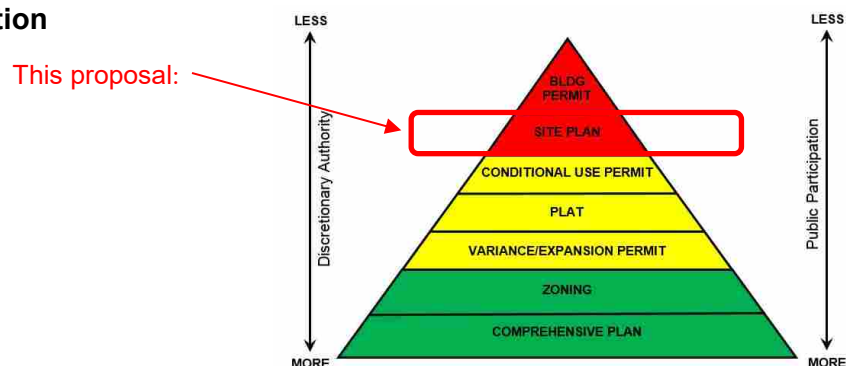 tion
This proposal:
LESS
LESS
BLDG
PERMIT
SITE PLAN
CONDITIONAL USE PERMIT
PLAT
VARIANCE/EXPANSION PERMIT
ZONING
COMPREHENSIVE PLAN
Discretionary Authority
Public Participation
MORE
MORE